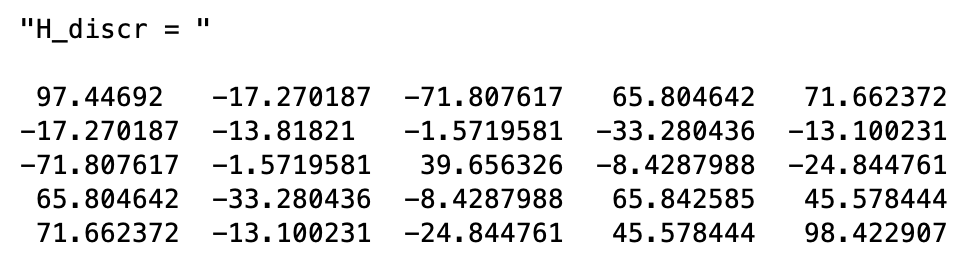 "H_discr = "
97.44692 -17.270187 -71.807617 65.804642 71.662372
-17.270187 -13.81821 -1.5719581 -33.280436 -13.100231
-71.807617 -1.5719581 39.656326 -8.4287988 -24.844761
65.804642 -33.280436 -8.4287988 65.842585 45.578444
71.662372 -13.100231 -24.844761 45.578444 98.422907